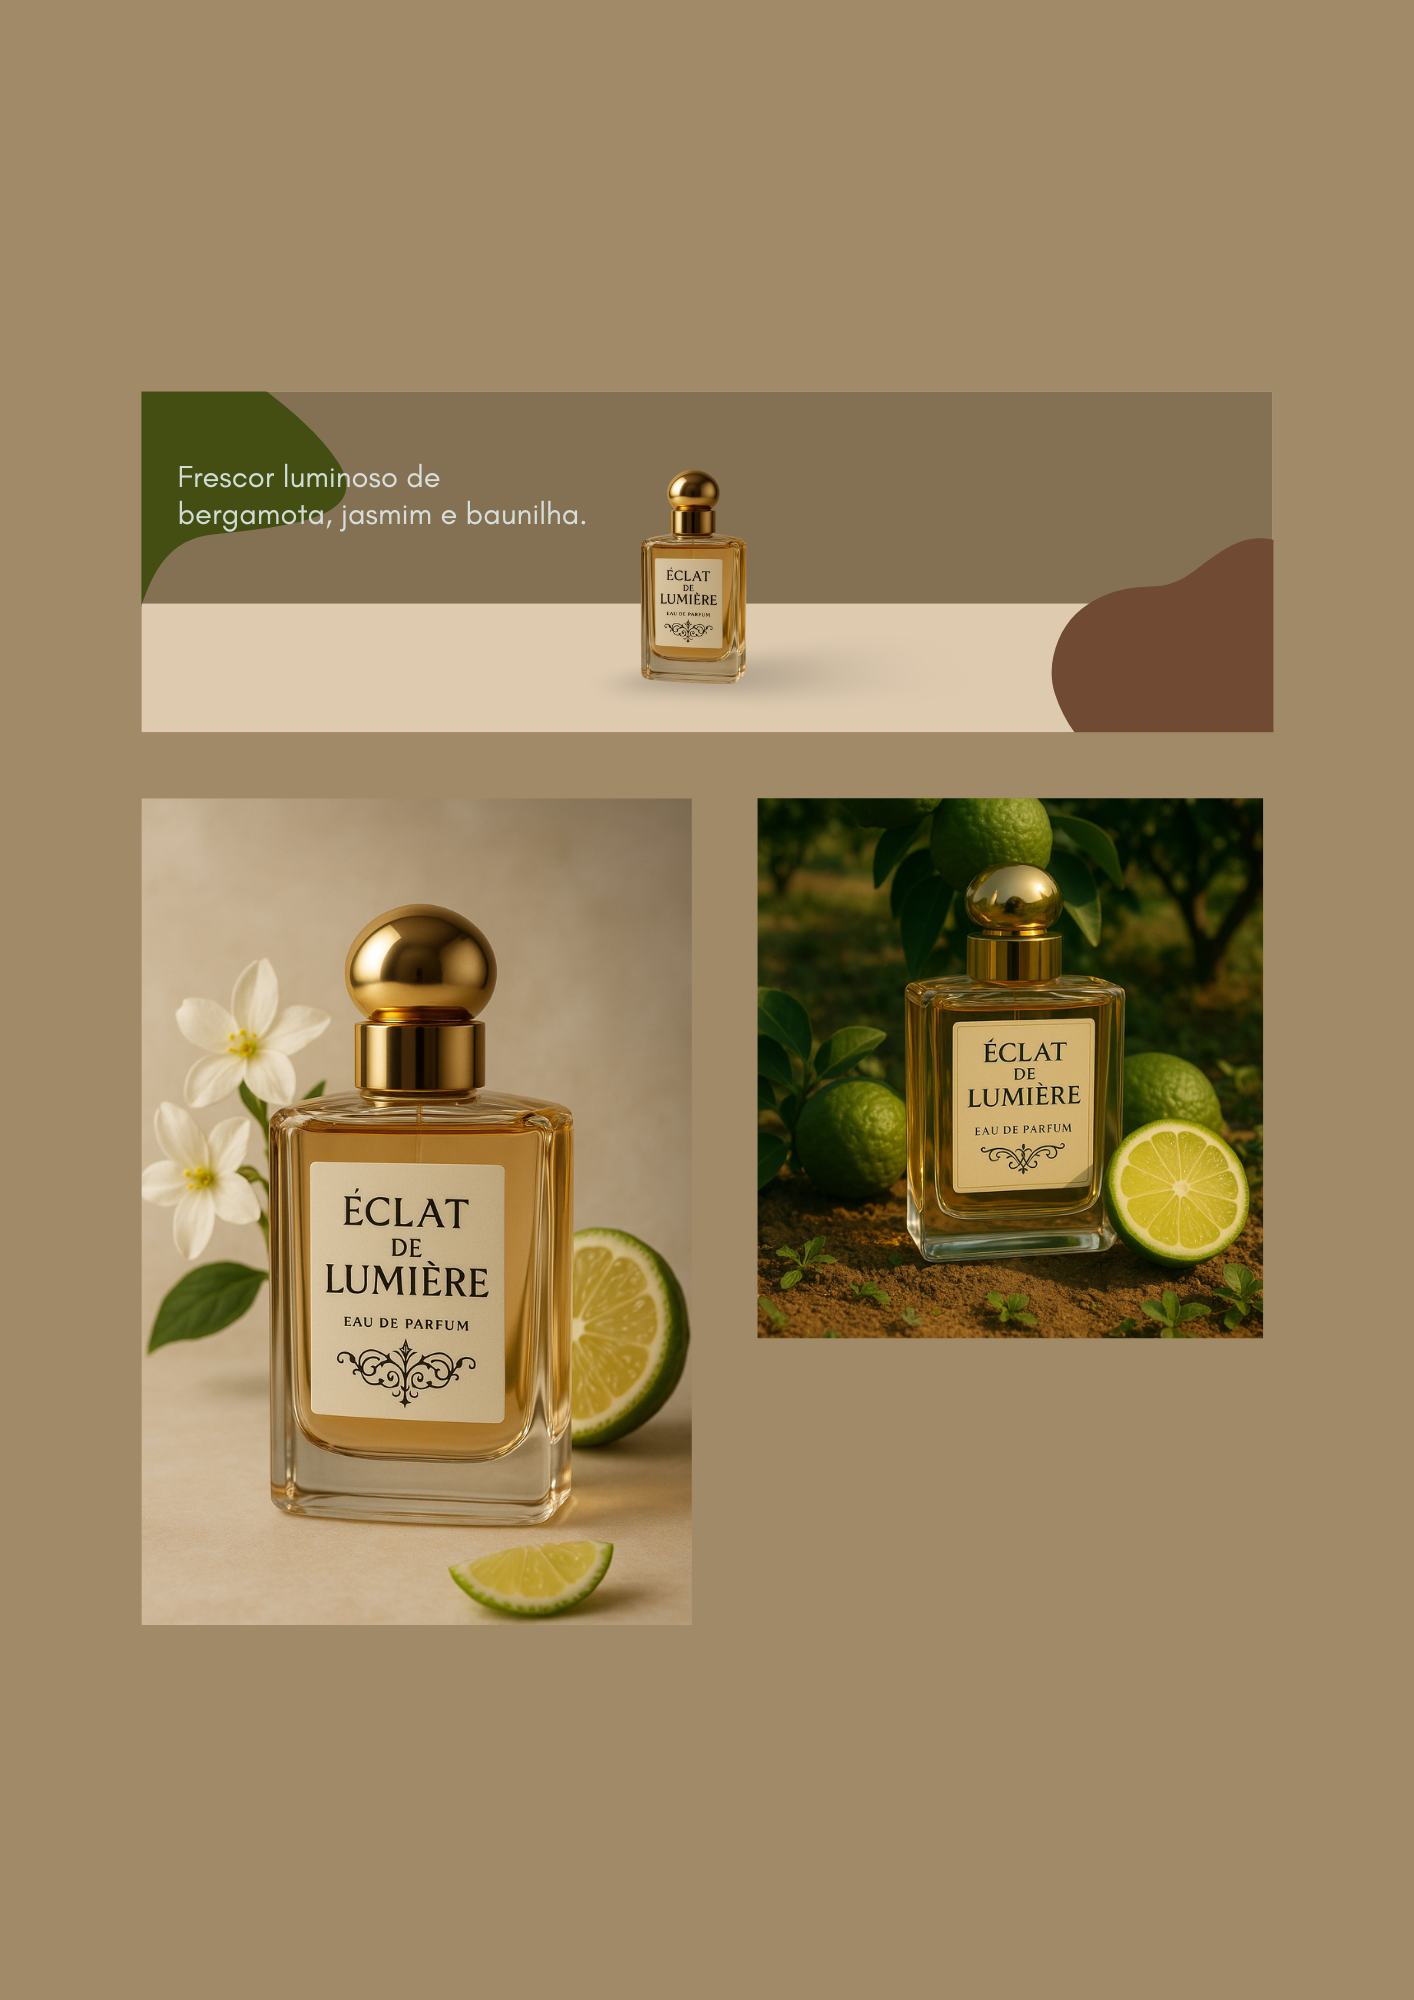 Frescor luminoso de
bergamota, jasmim e baunilha.
ÉCLAT
DE
LUMIÈRE
EAU DE PARFUM
ÉCLAT
DE
LUMIÈRE
EAU DE PARFUM
ÉCLAT
DE
LUMIÈRE
EAU DE PARFUM